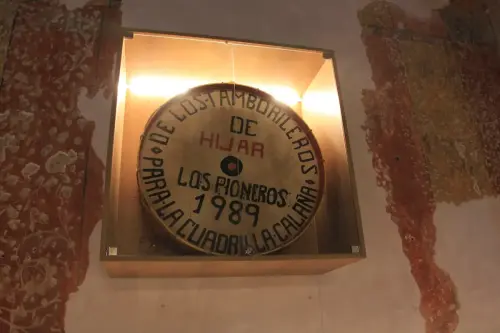 DE LOS TAMBORILEROS
DE
HIJAR
LOS PIONEROS
1989
PARA LA CUADRILLA CALAÑA